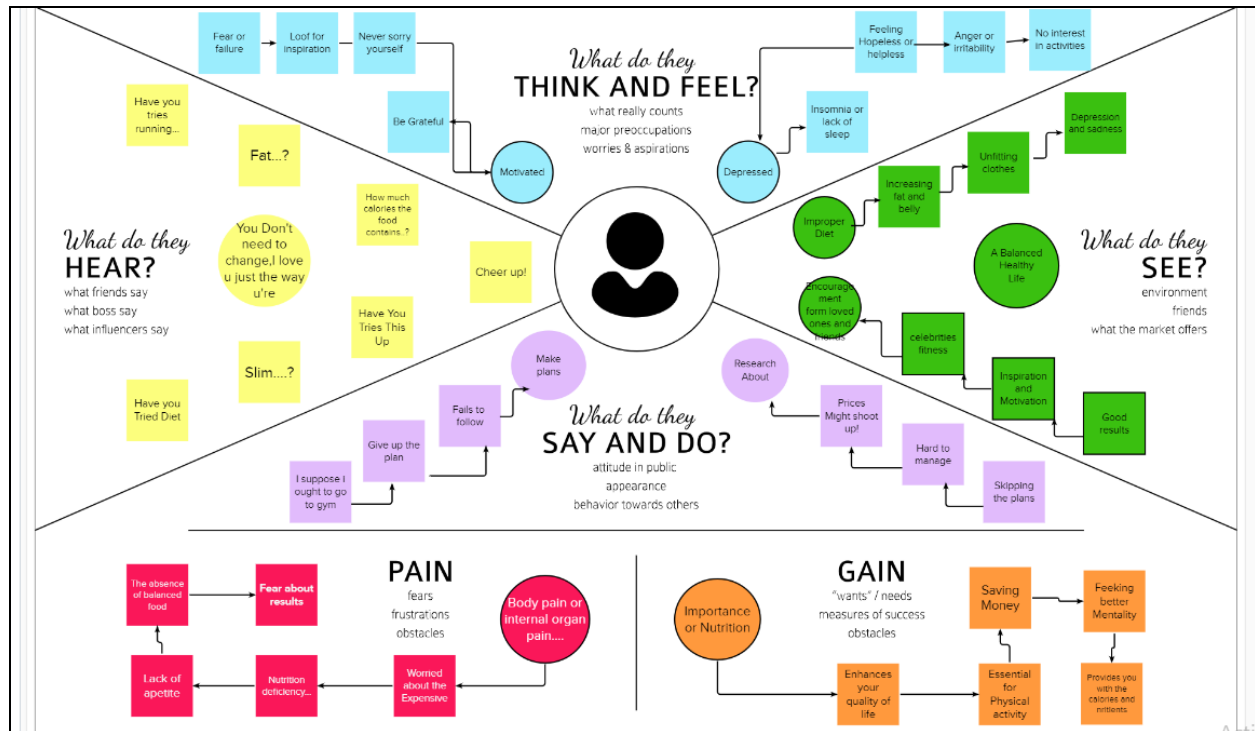 Fear or
failure
Loof for
inspiration
Never sorry
yourself
Be Grateful
Motivated
What do they
THINK AND FEEL?
what really counts
major preoccupations
worries & aspirations
Feeling
Hopeless or
helpless
Anger or
irritability
No interest
in activities
Insomnia or
lack of
sleep
Depressed
What do they
HEAR?
what friends say
what boss say
what influencers say
Have you
tries
running...
Fat...?
How much
calories the
food
contains..?
You Don't
need to
change,I love
u just the way
u're
Cheer up!
Have You
Tries This
Up
Slim....?
Have you
Tried Diet
What do they
SEE?
environment
friends
what the market offers
Improper
Diet
Increasing
fat and
belly
Unfitting
clothes
Depression
and sadness
A Balanced
Healthy
Life
Encourage
ment
form loved
ones and
friends
celebrities
fitness
Inspiration
and
Motivation
Good
results
What do they
SAY AND DO?
attitude in public
appearance
behavior towards others
Make
plans
Fails to
follow
Give up the
plan
I suppose i
ought to go
to gym
Research
About
Prices
Might shoot
up!
Hard to
manage
Skipping
the plans
PAIN
fears
frustrations
obstacles
The absence
of balanced
food
Fear about
results
Body pain or
internal organ
pain....
Lack of
apetite
Nutrition
deficiency...
Worried
about the
Expensive
GAIN
"wants" / needs
measures of success
obstacles
Importance
or Nutrition
Enhances
your
quality of
life
Essential
for
Physical
activity
Saving
Money
Feeking
better
Mentality
Provides you
with the
calories and
nritients